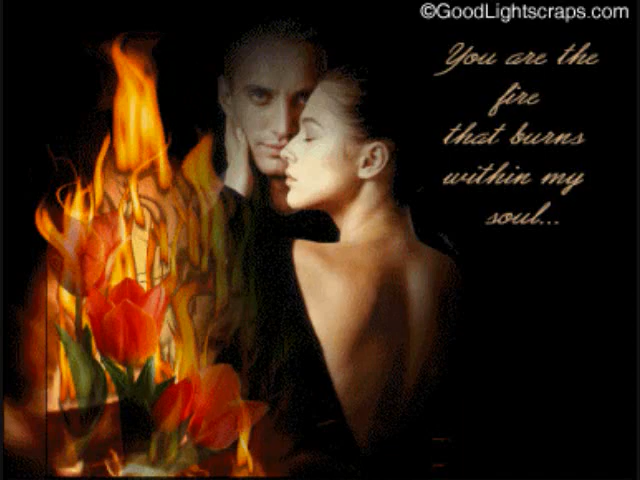 ©GoodLightscraps.com
You are the
fire
that burns
within my
soul...